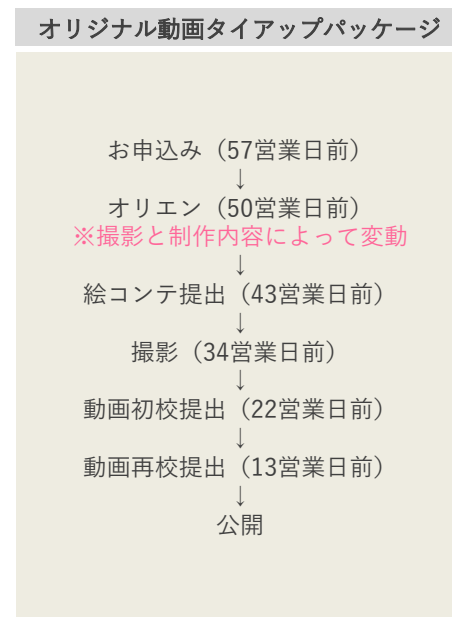 オリジナル動画タイアップパッケージ
お申込み（57営業日前）
↓
オリエン（50営業日前）
※撮影と制作内容によって変動
↓
絵コンテ提出（43営業日前）
↓
撮影（34営業日前）
↓
動画初校提出（22営業日前）
↓
動画再校提出（13営業日前）
↓
公開